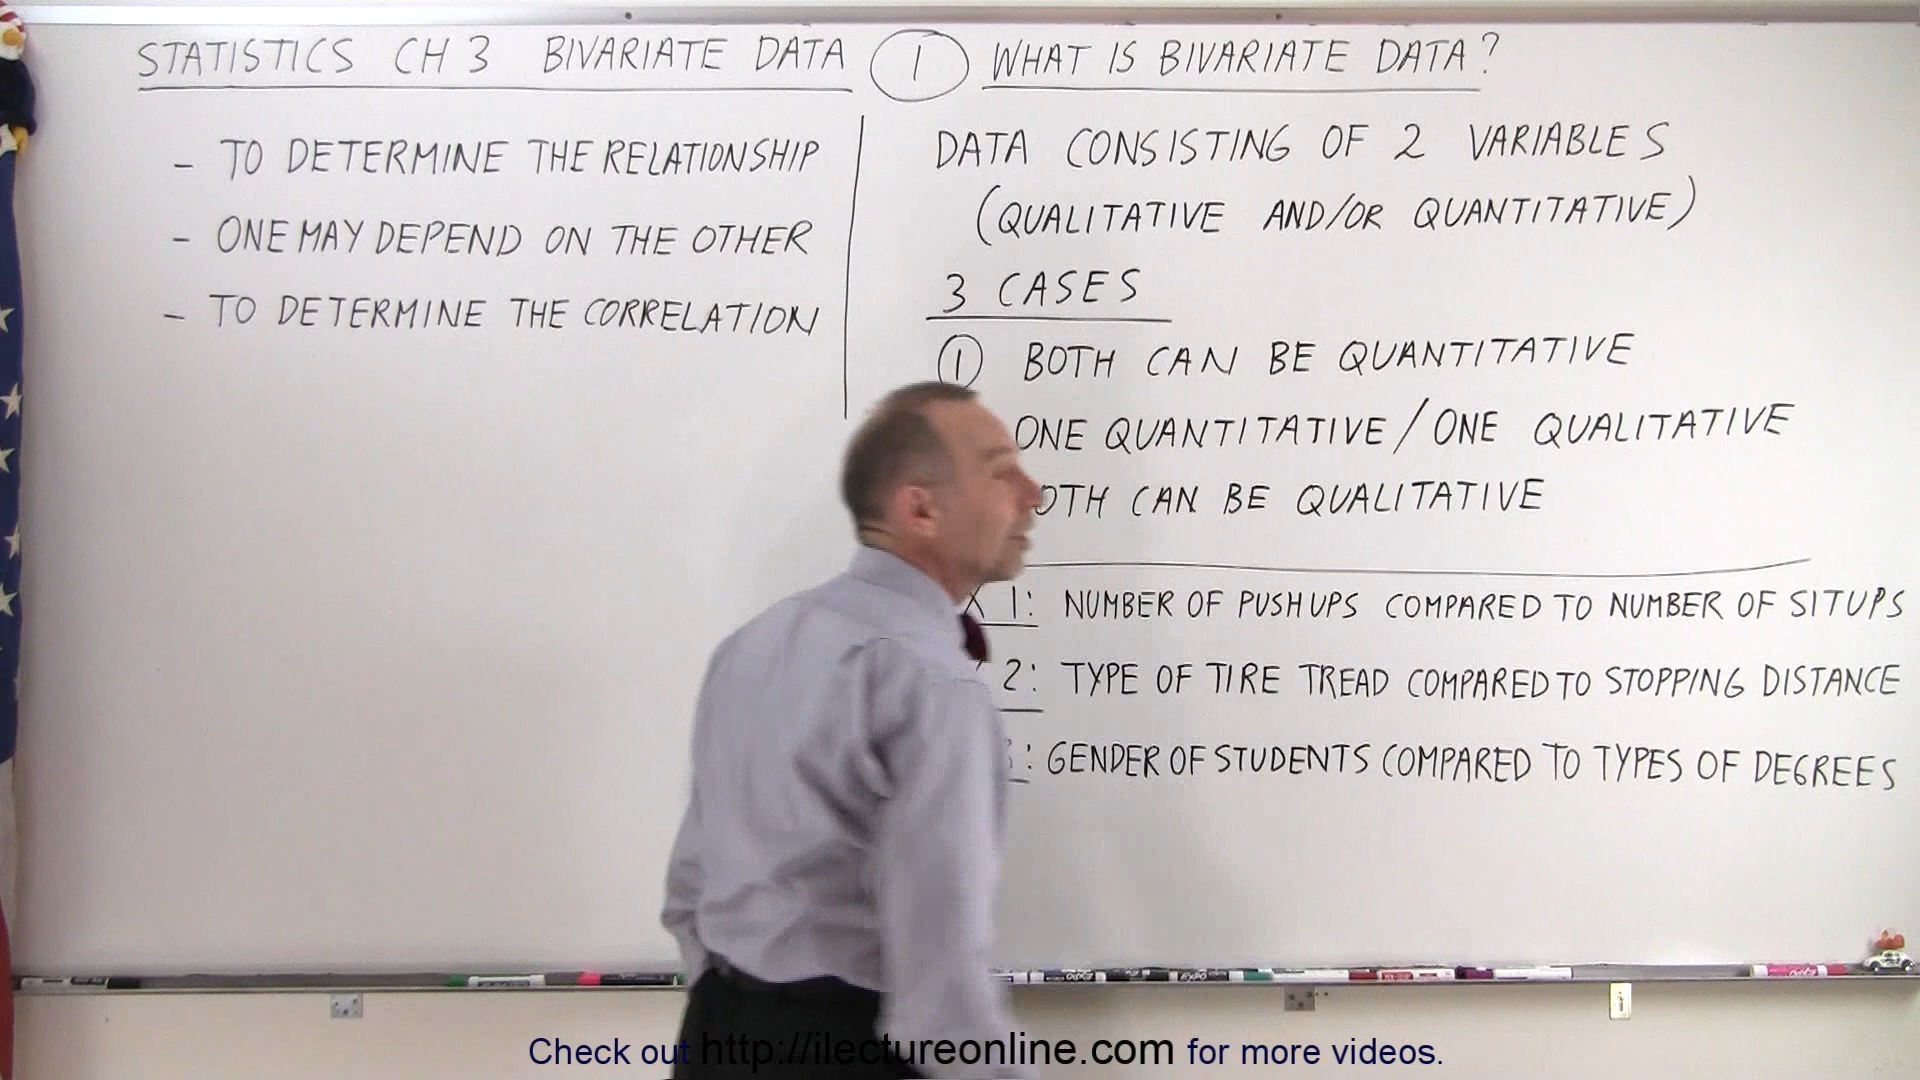 STATISTICS CH 3 BIVARIATE DATA 1 WHAT IS BIVARIATE DATA?
- TO DETERMINE THE RELATIONSHIP
- ONE MAY DEPEND ON THE OTHER
- TO DETERMINE THE CORRELATION
DATA CONSISTING OF 2 VARIABLES
(QUALITATIVE AND/OR QUANTITATIVE)
3 CASES
1 BOTH CAN BE QUANTITATIVE
ONE QUANTITATIVE / ONE QUALITATIVE
OTH CAN BE QUALITATIVE
X 1: NUMBER OF PUSHUPS COMPARED TO NUMBER OF SITUPS
2: TYPE OF TIRE TREAD COMPARED TO STOPPING DISTANCE
: GENDER OF STUDENTS COMPARED TO TYPES OF DEGREES
Check out http://ilectureonline.com for more videos.